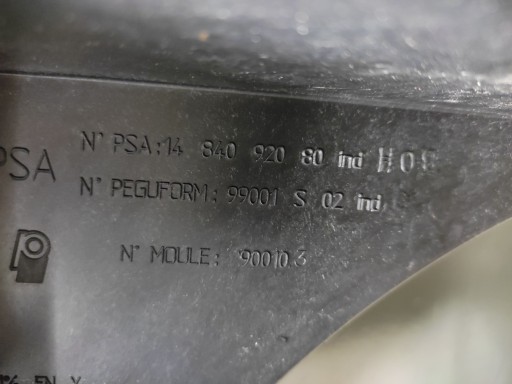 PSA
N° PSA:14 840 920 80 ind
N° PEGUFORM: 99001 S 02 ind
N° MOULE: 90010.3